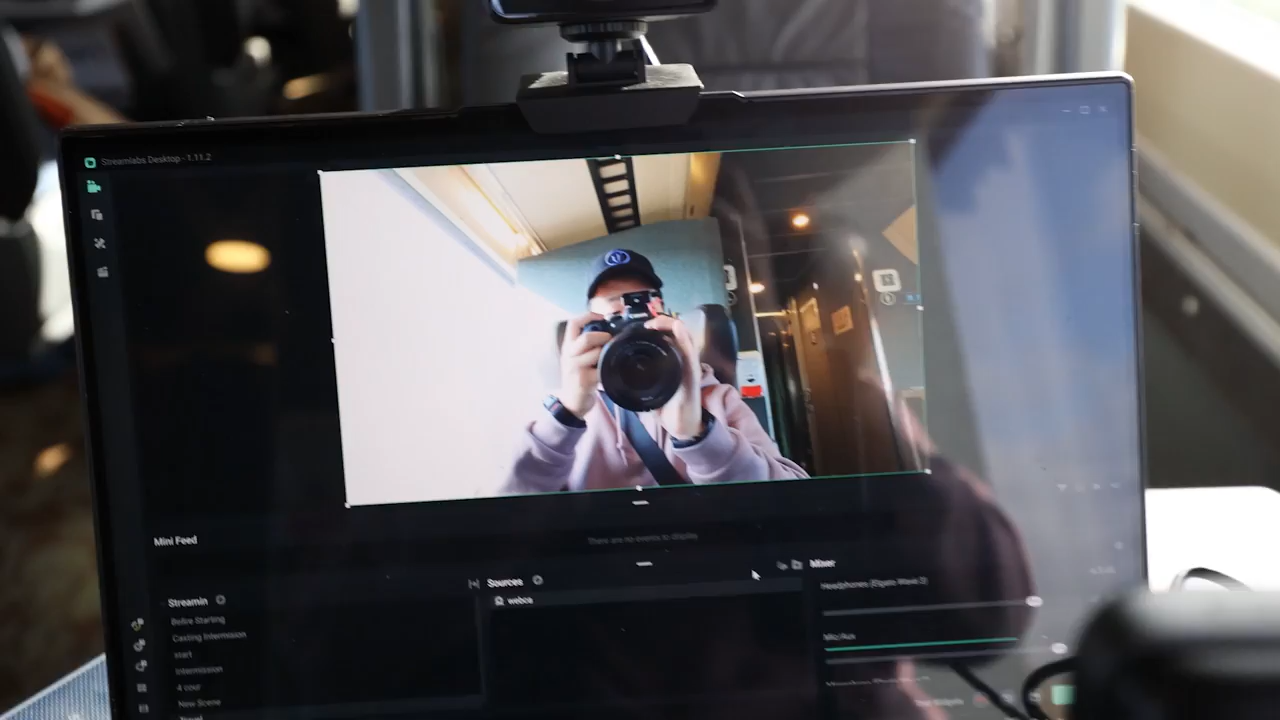 Streamlabs Desktop - 1.11.2
Mini Feed
There are no events to display
Sources
Mixer
webca
Headphones (Elgato Wave:3)
Streamin
Before Starting
Casting Intermission
Mic/Aux
start
Intermission
4 cour
New Scene
Travel